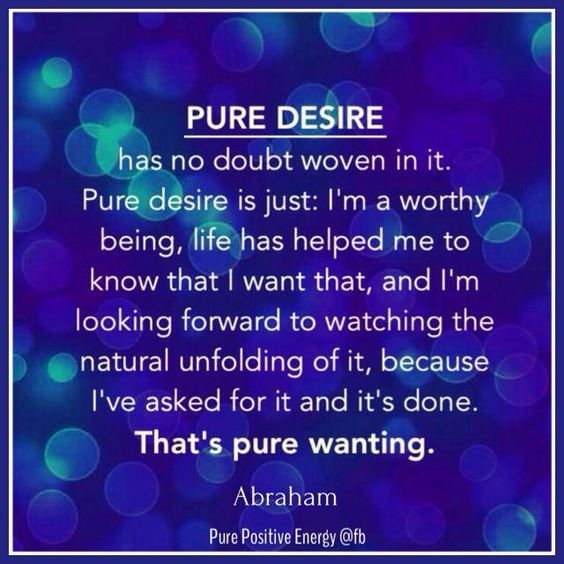 PURE DESIRE
has no doubt woven in it.
Pure desire is just: I'm a worthy
being, life has helped me to
know that I want that, and I'm
looking forward to watching the
natural unfolding of it, because
I've asked for it and it's done.
That's pure wanting.
Abraham
Pure Positive Energy @fb